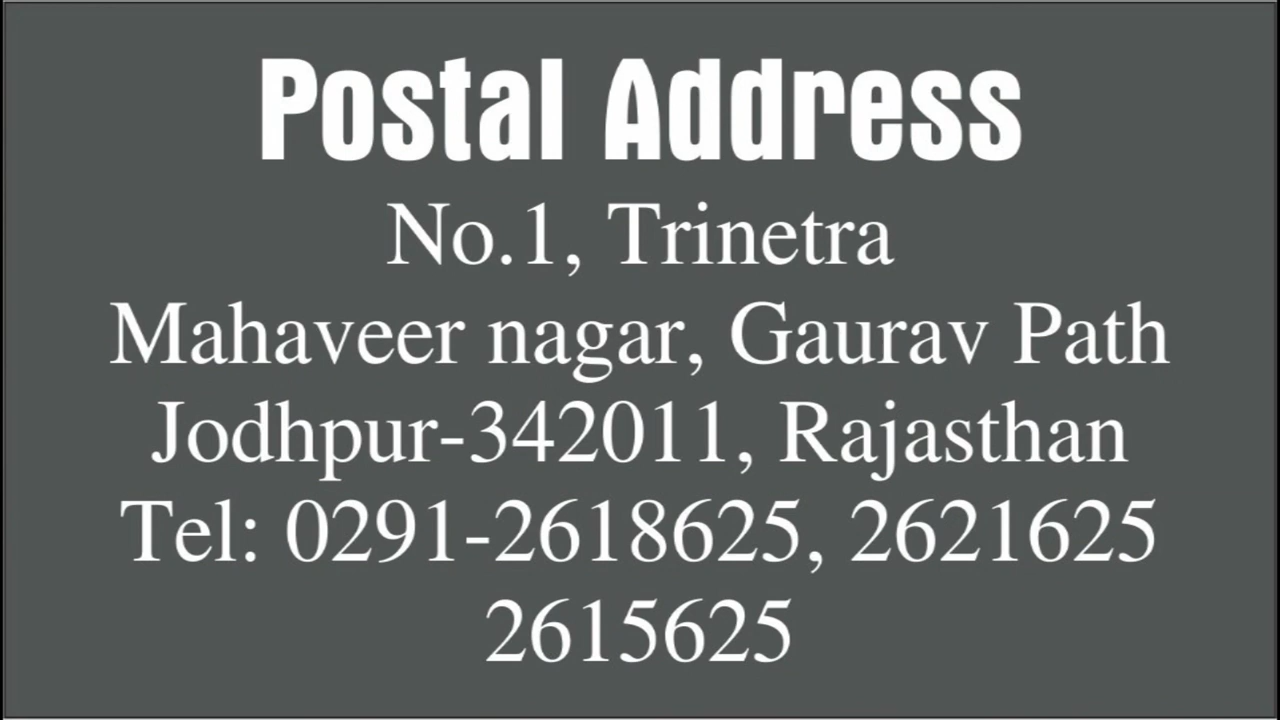 Postal Address
No.1, Trinetra
Mahaveer nagar, Gaurav Path
Jodhpur-342011, Rajasthan
Tel: 0291-2618625, 2621625
2615625